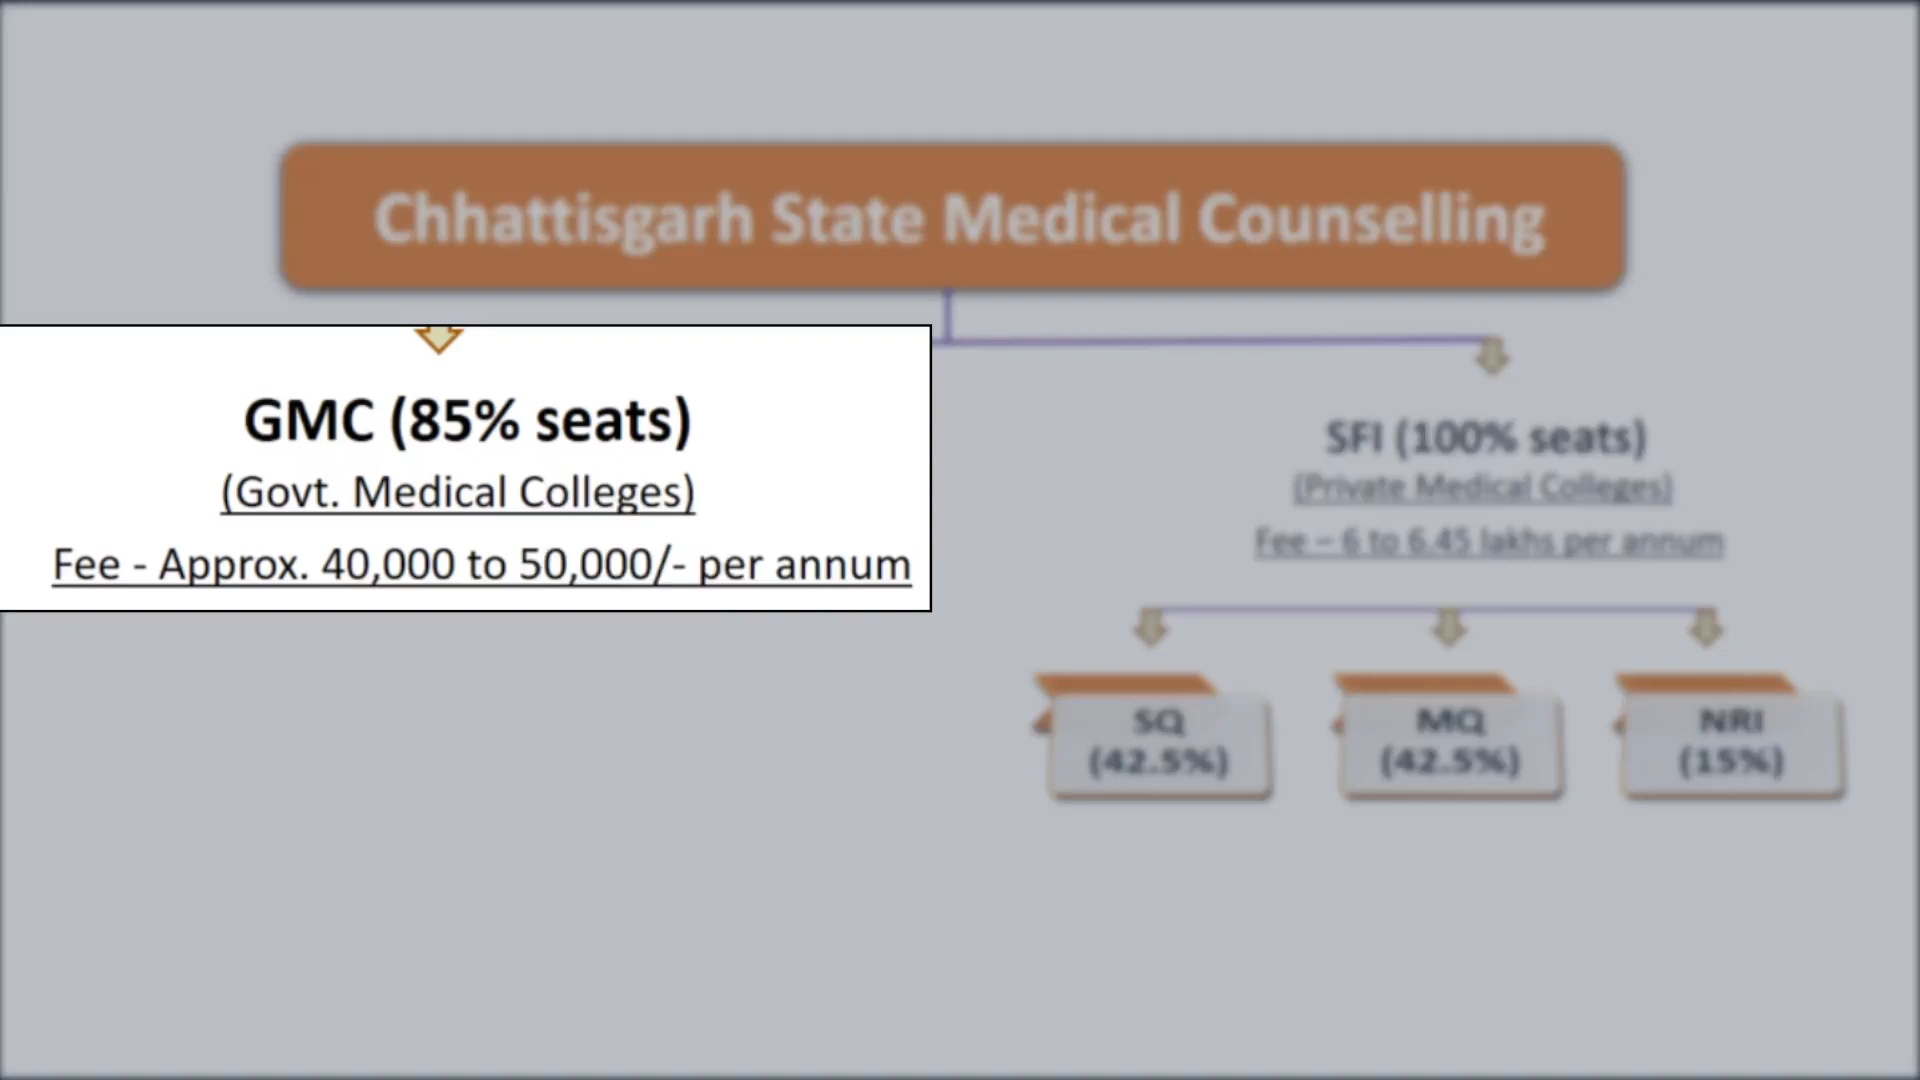 Chhattisgarh State Medical Counselling
GMC (85% seats)
(Govt. Medical Colleges)
Fee - Approx. 40,000 to 50,000/- per annum
SFI (100% seats)
(Private Medical Colleges)
Fee – 6 to 6.45 lakhs per annum
SQ
(42.5%)
MQ
(42.5%)
NRI
(15%)